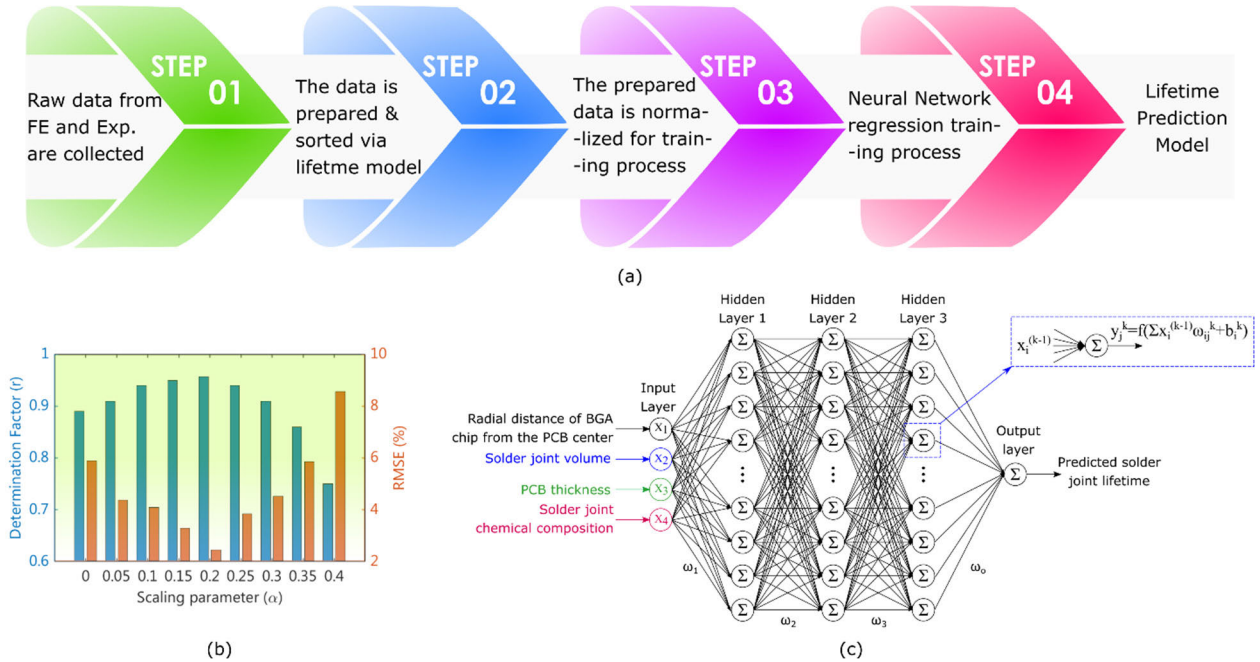 STEP 01
Raw data from
FE and Exp.
are collected
STEP 02
The data is
prepared &
sorted via
lifetme model
STEP 03
The prepared
data is norma-
-lized for train-
-ing process
STEP 04
Neural Network
regression train-
-ing process
Lifetime
Prediction
Model
(a)
1
0.9
0.8
0.7
0.6
Determination Factor (r)
10
8
6
4
2
RMSE (%)
0 0.05 0.1 0.15 0.2 0.25 0.3 0.35 0.4
Scaling parameter (α)
(b)
Hidden
Layer 1
Hidden
Layer 2
Hidden
Layer 3
Input
Layer
Radial distance of BGA
chip from the PCB center
Solder joint volume
PCB thickness
Solder joint
chemical composition
X₁
X₂
X₃
X₄
Σ Σ Σ
Σ Σ Σ
Σ Σ Σ
Σ Σ Σ
⋮ ⋮ ⋮
Σ Σ Σ
Σ Σ Σ
Σ Σ Σ
Σ Σ Σ
ω₁
ω₂
ω₃
ωₒ
xᵢ⁽ᵏ⁻¹⁾ Σ yⱼᵏ=f(Σxᵢ⁽ᵏ⁻¹⁾ωᵢⱼᵏ+bᵢᵏ)
Output
layer
Σ
Predicted solder
joint lifetime
(c)